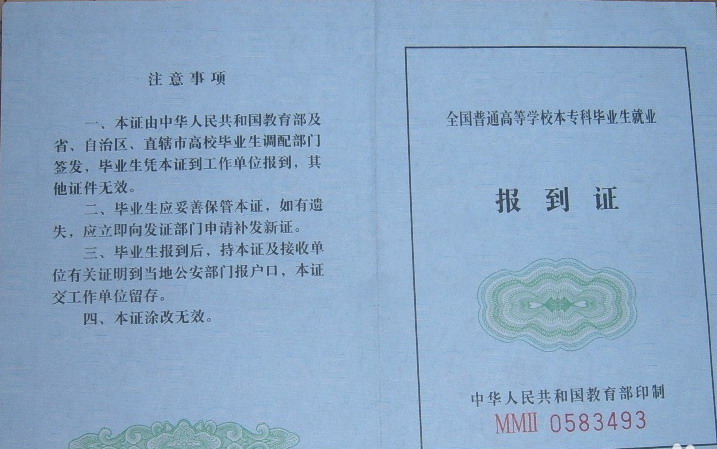 注意事项
一、本证由中华人民共和国教育部及
省、自治区、直辖市高校毕业生调配部门
签发，毕业生凭本证到工作单位报到，其
他证件无效。
二、毕业生应妥善保管本证，如有遗
失，应立即向发证部门申请补发新证。
三、毕业生报到后，持本证及接收单
位有关证明到当地公安部门报户口，本证
交工作单位留存。
四、本证涂改无效。
全国普通高等学校本专科毕业生就业
报到证
中华人民共和国教育部印制
MMII 0583493